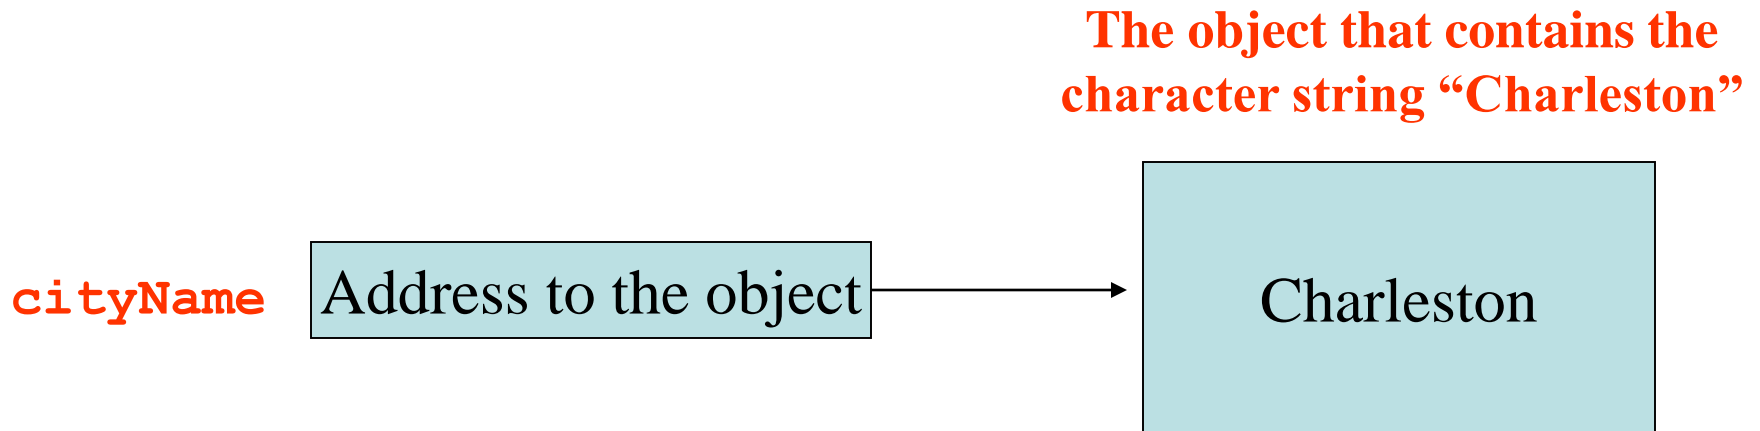 The object that contains the
character string “Charleston”
cityName
Address to the object
Charleston